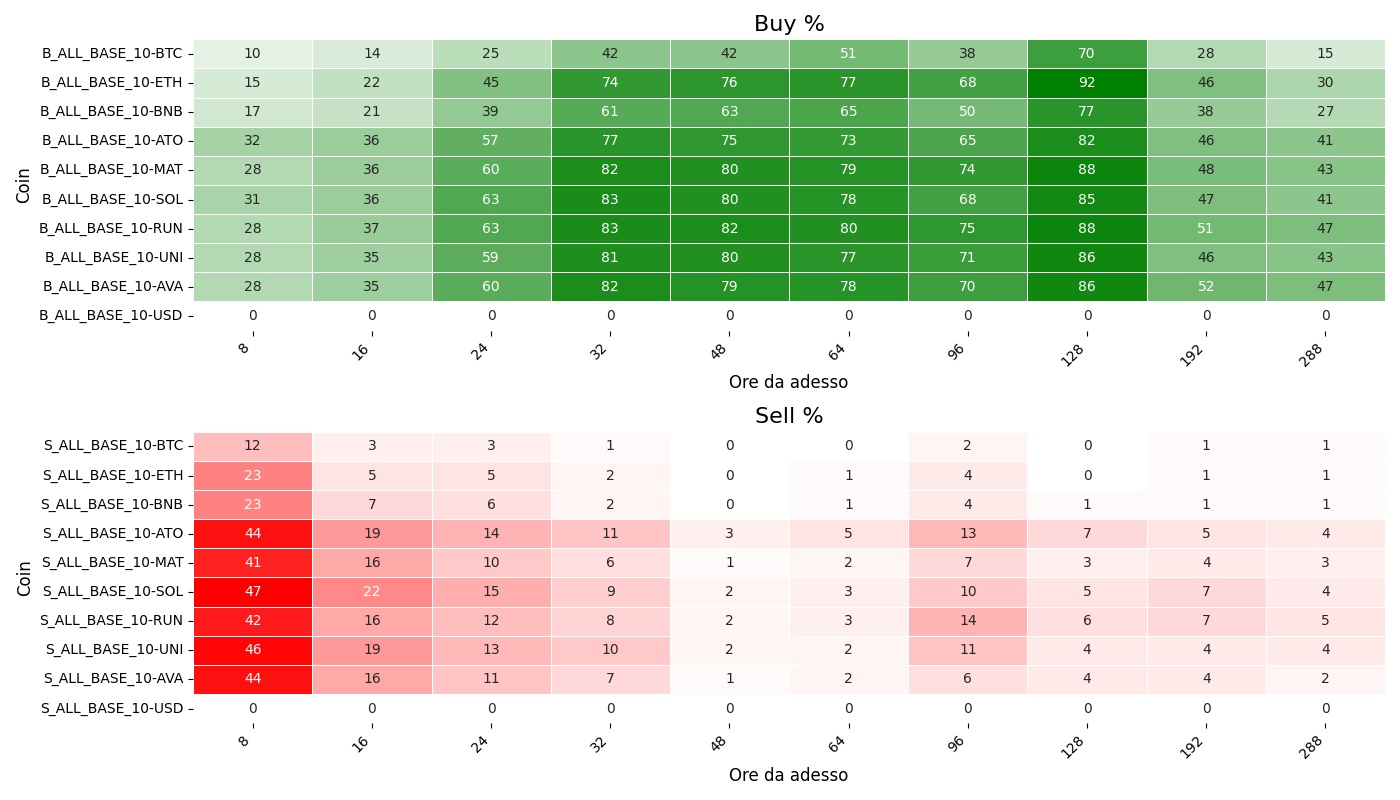 Buy %
Coin
B_ALL_BASE_10-BTC 10 14 25 42 42 51 38 70 28 15
B_ALL_BASE_10-ETH 15 22 45 74 76 77 68 92 46 30
B_ALL_BASE_10-BNB 17 21 39 61 63 65 50 77 38 27
B_ALL_BASE_10-ATO 32 36 57 77 75 73 65 82 46 41
B_ALL_BASE_10-MAT 28 36 60 82 80 79 74 88 48 43
B_ALL_BASE_10-SOL 31 36 63 83 80 78 68 85 47 41
B_ALL_BASE_10-RUN 28 37 63 83 82 80 75 88 51 47
B_ALL_BASE_10-UNI 28 35 59 81 80 77 71 86 46 43
B_ALL_BASE_10-AVA 28 35 60 82 79 78 70 86 52 47
B_ALL_BASE_10-USD 0 0 0 0 0 0 0 0 0 0
8 16 24 32 48 64 96 128 192 288
Ore da adesso
Sell %
Coin
S_ALL_BASE_10-BTC 12 3 3 1 0 0 2 0 1 1
S_ALL_BASE_10-ETH 23 5 5 2 0 1 4 0 1 1
S_ALL_BASE_10-BNB 23 7 6 2 0 1 4 1 1 1
S_ALL_BASE_10-ATO 44 19 14 11 3 5 13 7 5 4
S_ALL_BASE_10-MAT 41 16 10 6 1 2 7 3 4 3
S_ALL_BASE_10-SOL 47 22 15 9 2 3 10 5 7 4
S_ALL_BASE_10-RUN 42 16 12 8 2 3 14 6 7 5
S_ALL_BASE_10-UNI 46 19 13 10 2 2 11 4 4 4
S_ALL_BASE_10-AVA 44 16 11 7 1 2 6 4 4 2
S_ALL_BASE_10-USD 0 0 0 0 0 0 0 0 0 0
8 16 24 32 48 64 96 128 192 288
Ore da adesso